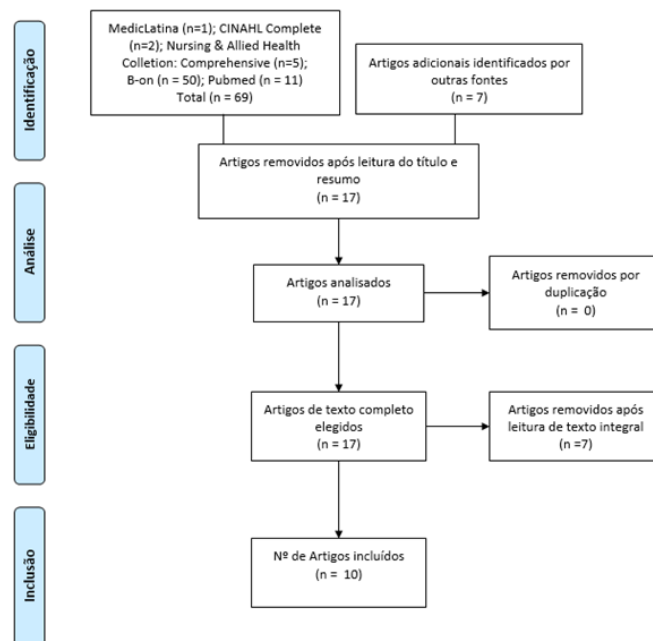 Identificação
MedicLatina (n=1); CINAHL Complete
(n=2); Nursing & Allied Health
Colletion: Comprehensive (n=5);
B-on (n = 50); Pubmed (n = 11)
Total (n = 69)
Artigos adicionais identificados por
outras fontes
(n = 7)
Artigos removidos após leitura do título e
resumo
(n = 17)
Análise
Artigos analisados
(n = 17)
Artigos removidos por
duplicação
(n = 0)
Eligibilidade
Artigos de texto completo
elegidos
(n = 17)
Artigos removidos após
leitura de texto integral
(n =7)
Inclusão
Nº de Artigos incluídos
(n = 10)